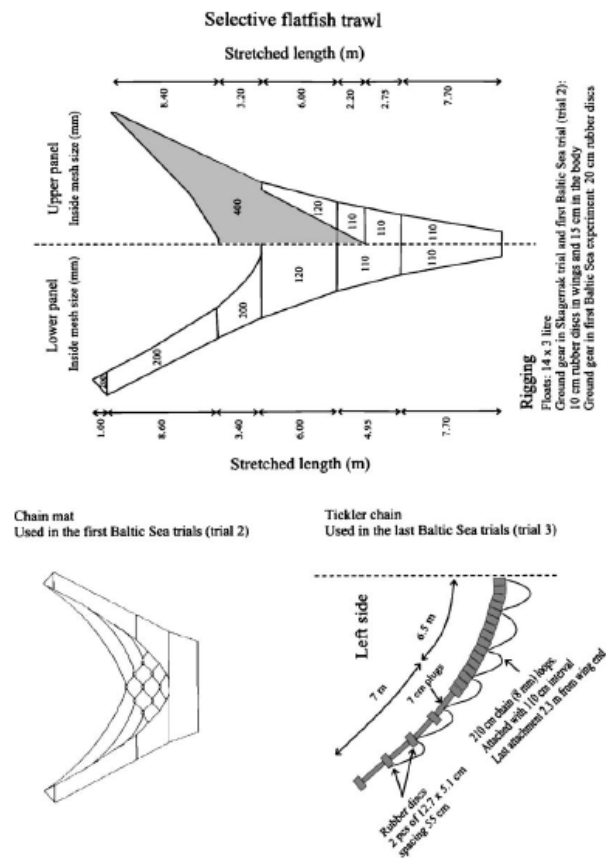 Selective flatfish trawl
Stretched length (m)
8.40
3.20
6.00
2.20
2.75
7.70
Upper panel
Inside mesh size (mm)
400
120
110
110
110
Lower panel
Inside mesh size (mm)
200
200
120
110
110
1.00
8.60
3.40
6.00
4.95
7.70
Stretched length (m)
Rigging
Floats: 14 x 3 litre
Ground gear in Skagerrak trial and first Baltic Sea trial (trial 2):
10 cm rubber discs in wings and 15 cm in the body
Ground gear in first Baltic Sea experiment: 20 cm rubber discs
Chain mat
Used in the first Baltic Sea trials (trial 2)
Tickler chain
Used in the last Baltic Sea trials (trial 3)
Left side
6.5 m
7 m
7 cm plugs
210 cm chain (8 mm) loops.
Attached with 110 cm interval
Last attachment 2.3 m from wing end
Rubber discs
2 pcs of 12.7 x 5.1 cm
spacing 55 cm